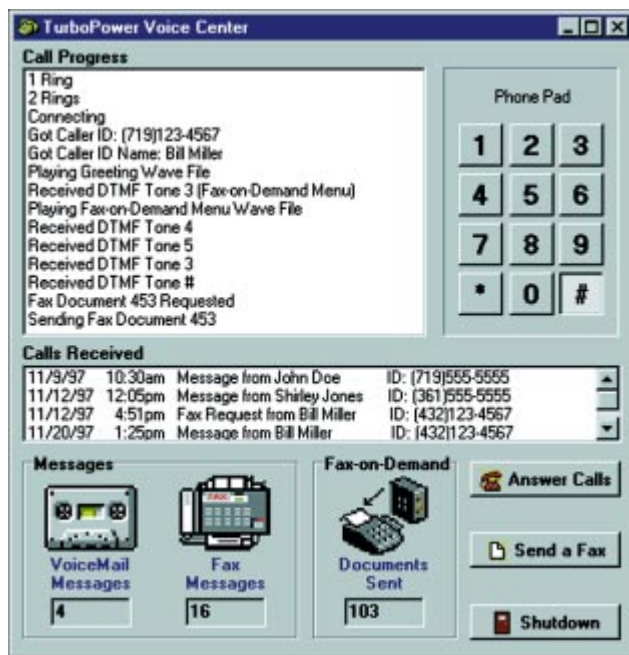 TurboPower Voice Center
Call Progress
1 Ring
2 Rings
Connecting
Got Caller ID: (719)123-4567
Got Caller ID Name: Bill Miller
Playing Greeting Wave File
Received DTMF Tone 3 (Fax-on-Demand Menu)
Playing Fax-on-Demand Menu Wave File
Received DTMF Tone 4
Received DTMF Tone 5
Received DTMF Tone 3
Received DTMF Tone #
Fax Document 453 Requested
Sending Fax Document 453
Phone Pad
1 2 3
4 5 6
7 8 9
* 0 #
Calls Received
11/9/97 10:30am Message from John Doe ID: (719)555-5555
11/12/97 12:05pm Message from Shirley Jones ID: (361)555-5555
11/12/97 4:51pm Fax Request from Bill Miller ID: (432)123-4567
11/20/97 1:25pm Message from Bill Miller ID: (432)123-4567
Messages
VoiceMail
Messages
4
Fax
Messages
16
Fax-on-Demand
Documents
Sent
103
Answer Calls
Send a Fax
Shutdown